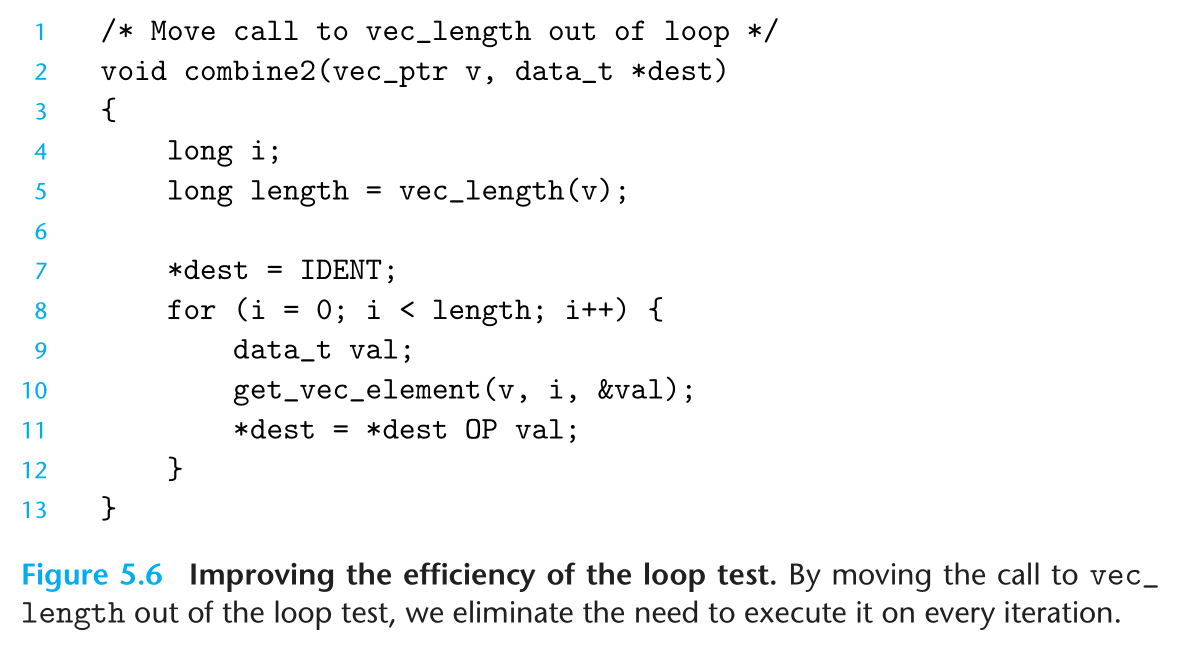 1 /* Move call to vec_length out of loop */
2 void combine2(vec_ptr v, data_t *dest)
3 {
4     long i;
5     long length = vec_length(v);
6
7     *dest = IDENT;
8     for (i = 0; i < length; i++) {
9         data_t val;
10         get_vec_element(v, i, &val);
11         *dest = *dest OP val;
12     }
13 }
Figure 5.6 Improving the efficiency of the loop test. By moving the call to vec_
length out of the loop test, we eliminate the need to execute it on every iteration.